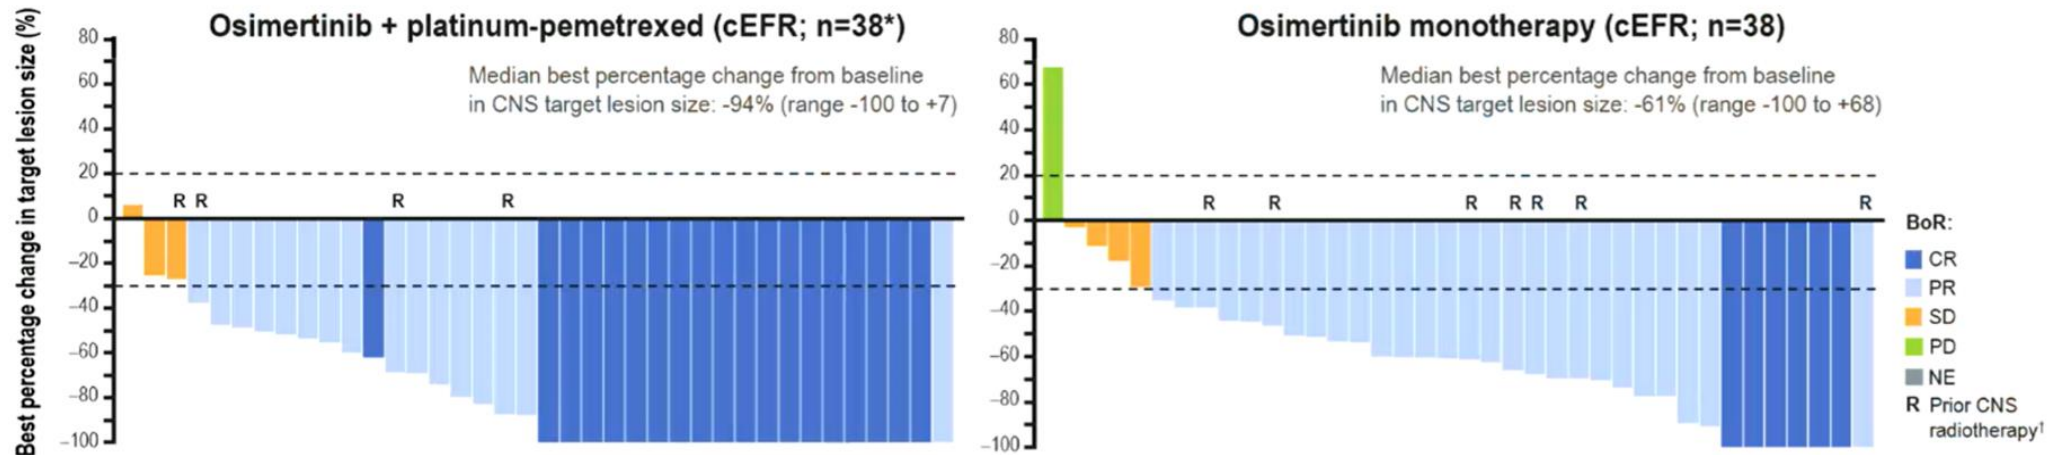 Best percentage change in target lesion size (%)
Osimertinib + platinum-pemetrexed (cEFR; n=38*)
Median best percentage change from baseline
in CNS target lesion size: -94% (range -100 to +7)
80
60
40
20
0
−20
−40
−60
−80
−100
R R R R
Osimertinib monotherapy (cEFR; n=38)
Median best percentage change from baseline
in CNS target lesion size: -61% (range -100 to +68)
80
60
40
20
0
−20
−40
−60
−80
−100
R R R R R R R
BoR:
CR
PR
SD
PD
NE
R Prior CNS
radiotherapy†